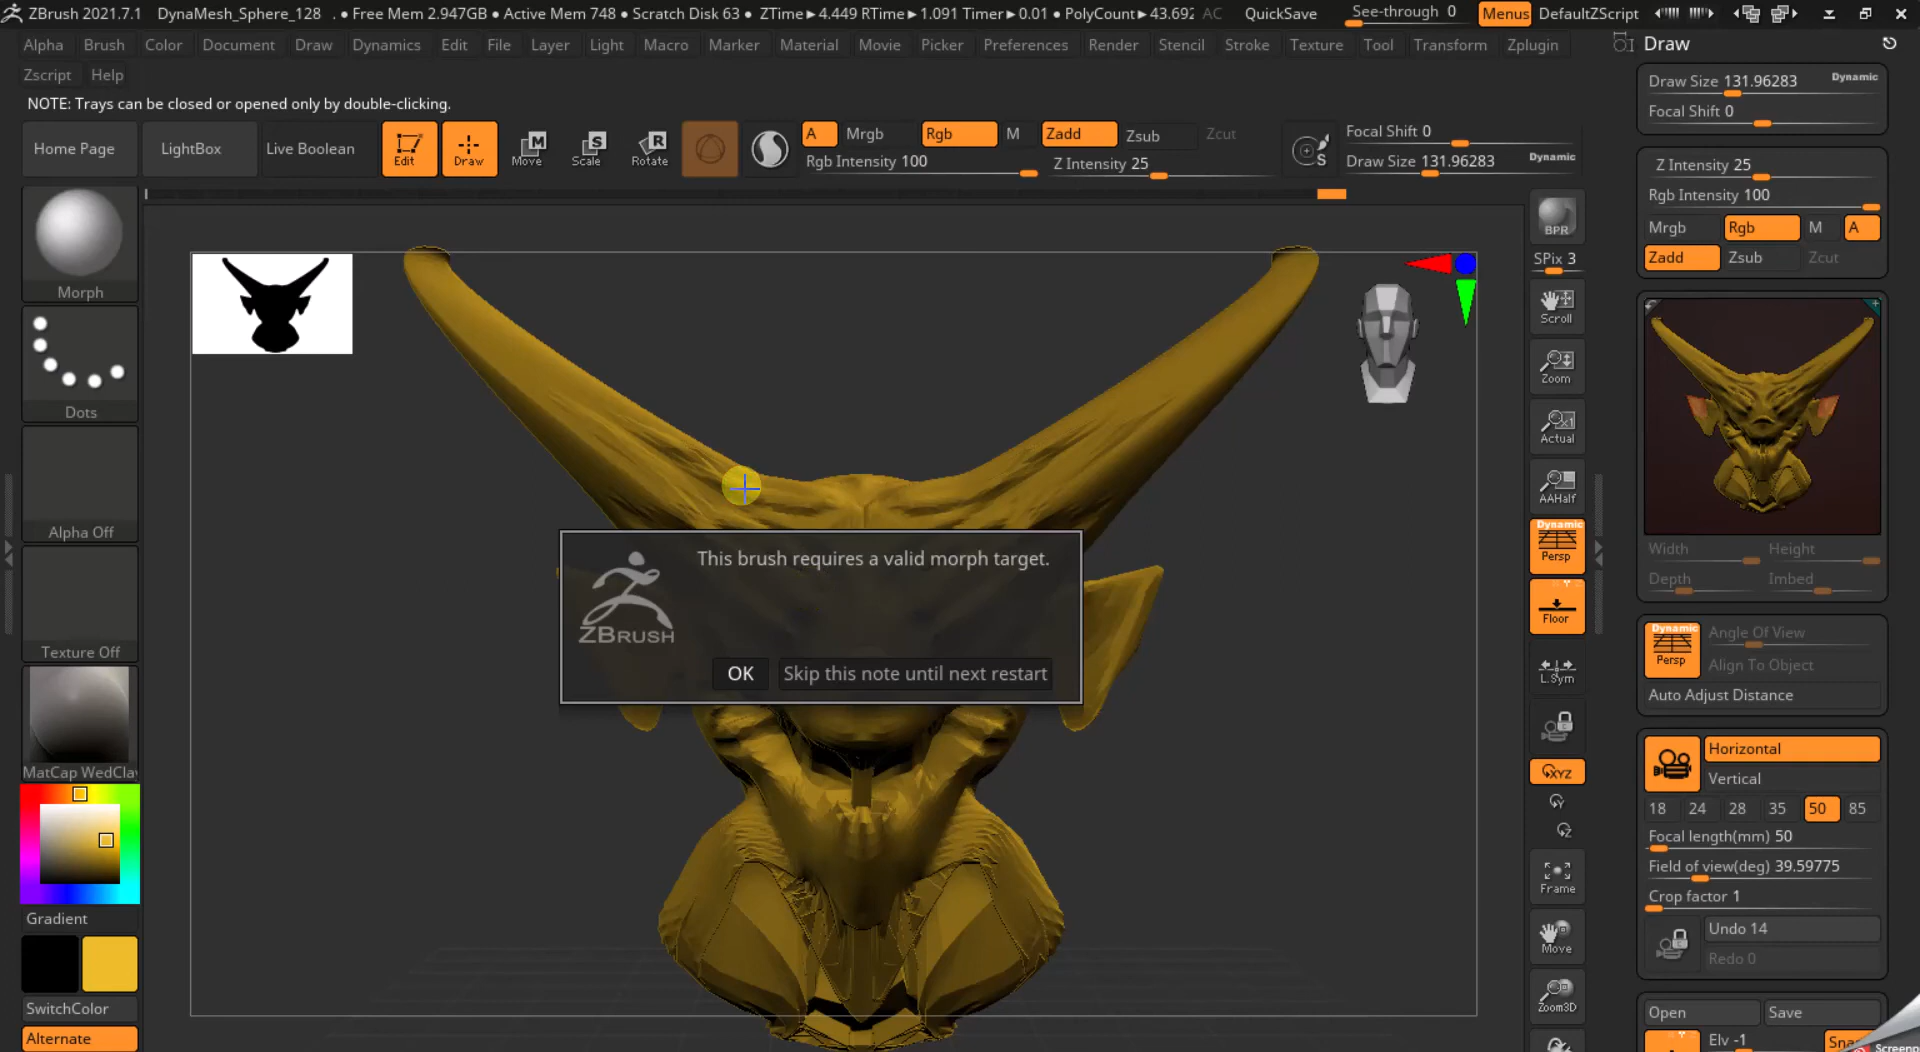 ZBrush 2021.7.1 DynaMesh_Sphere_128 . ● Free Mem 2.947GB ● Active Mem 748 ● Scratch Disk 63 ● ZTime►4.449 RTime►1.091 Timer►0.01 ● PolyCount►43.692 AC QuickSave See-through 0 Menus DefaultZScript
Alpha Brush Color Document Draw Dynamics Edit File Layer Light Macro Marker Material Movie Picker Preferences Render Stencil Stroke Texture Tool Transform Zplugin
Zscript Help
NOTE: Trays can be closed or opened only by double-clicking.
Home Page LightBox Live Boolean Edit Draw Move Scale Rotate
A Mrgb Rgb M Zadd Zsub Zcut
Rgb Intensity 100 Z Intensity 25
Focal Shift 0
Draw Size 131.96283 Dynamic
Morph
Dots
Alpha Off
Texture Off
MatCap WedClay
Gradient
SwitchColor
Alternate
This brush requires a valid morph target.
ZBRUSH
OK Skip this note until next restart
BPR
SPix 3
Scroll
Zoom
Actual
AAHalf
Dynamic
Persp
Floor
L.Sym
XYZ
Y
Z
Frame
Move
Zoom3D
Draw
Draw Size 131.96283 Dynamic
Focal Shift 0
Z Intensity 25
Rgb Intensity 100
Mrgb Rgb M A
Zadd Zsub Zcut
Width Height
Depth Imbed
Dynamic
Persp
Angle Of View
Align To Object
Auto Adjust Distance
Horizontal
Vertical
18 24 28 35 50 85
Focal length(mm) 50
Field of view(deg) 39.59775
Crop factor 1
Undo 14
Redo 0
Open Save
Elv -1